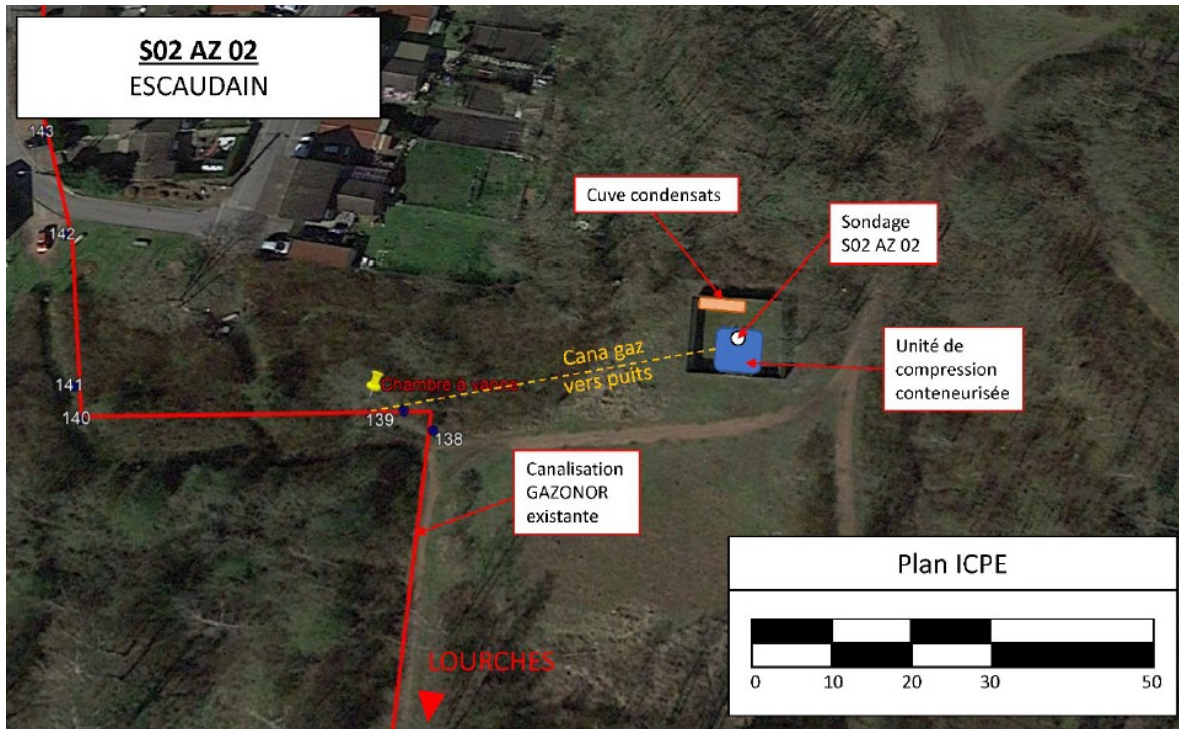 S02 AZ 02
ESCAUDAIN
143
142
141
140
139
138
Cuve condensats
Sondage
S02 AZ 02
Unité de
compression
conteneurisée
Cana gaz
vers puits
Chambre à vanes
Canalisation
GAZONOR
existante
LOURCHES
Plan ICPE
0 10 20 30 50